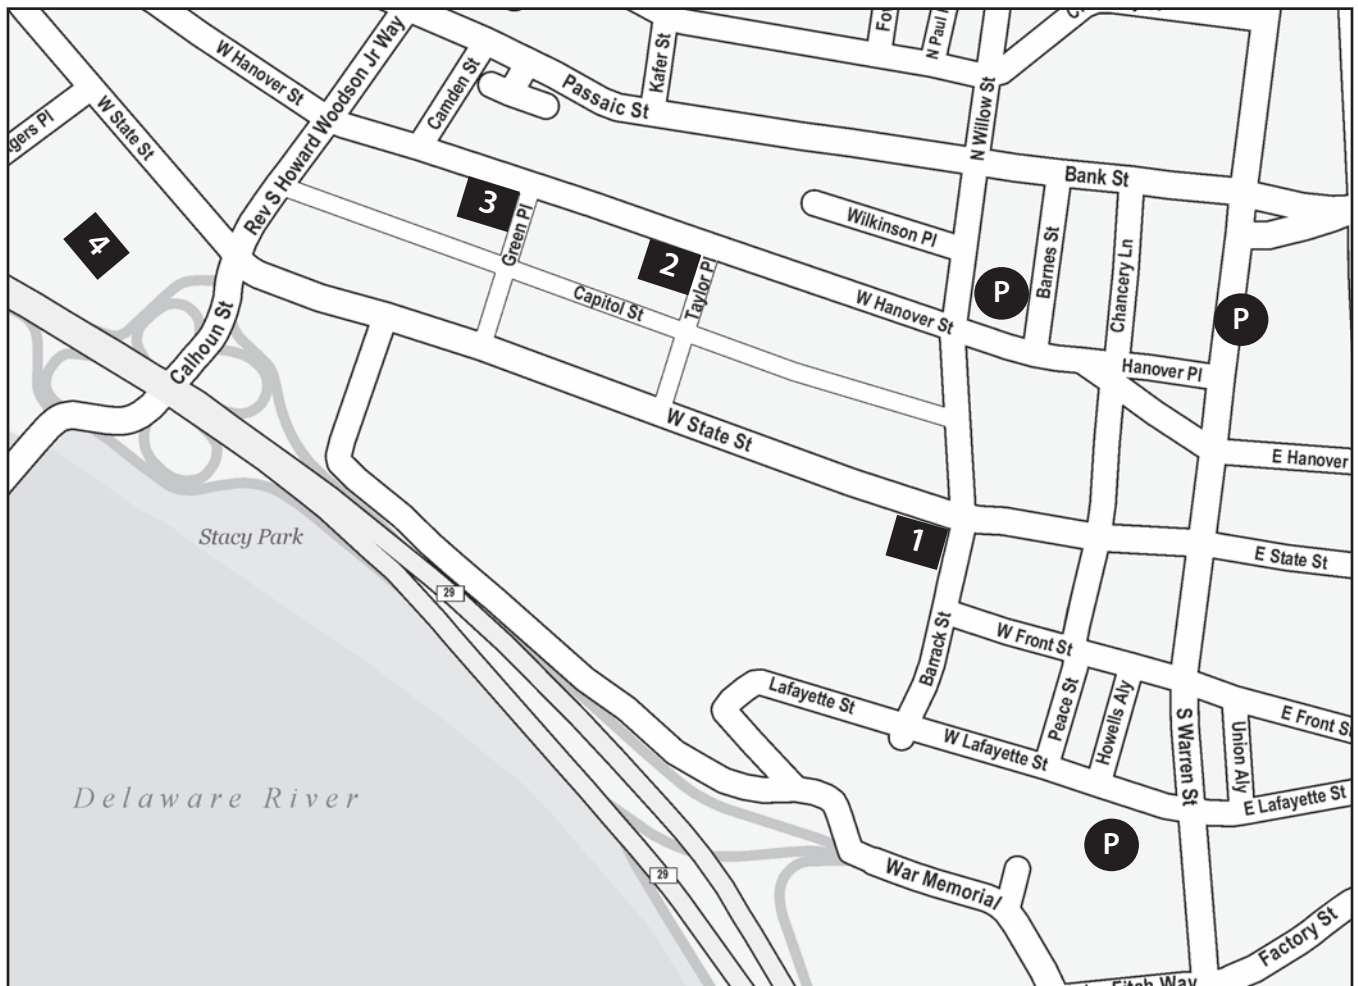 W Hanover St
Rev S Howard Woodson Jr Way
Camden St
Passaic St
Kafer St
N Paul
N Willow St
W State St
Bank St
3
Green Pl
Wilkinson Pl
Barnes St
Chancery Ln
4
2
Taylor Pl
Capitol St
P
P
W Hanover St
Calhoun St
Hanover Pl
W State St
E Hanover
Stacy Park
1
E State St
29
W Front St
Barrack St
Lafayette St
Peace St
Howells Aly
S Warren St
Union Aly
E Front S
W Lafayette St
E Lafayette St
Delaware River
P
29
War Memorial
Factory St
Fitch Way